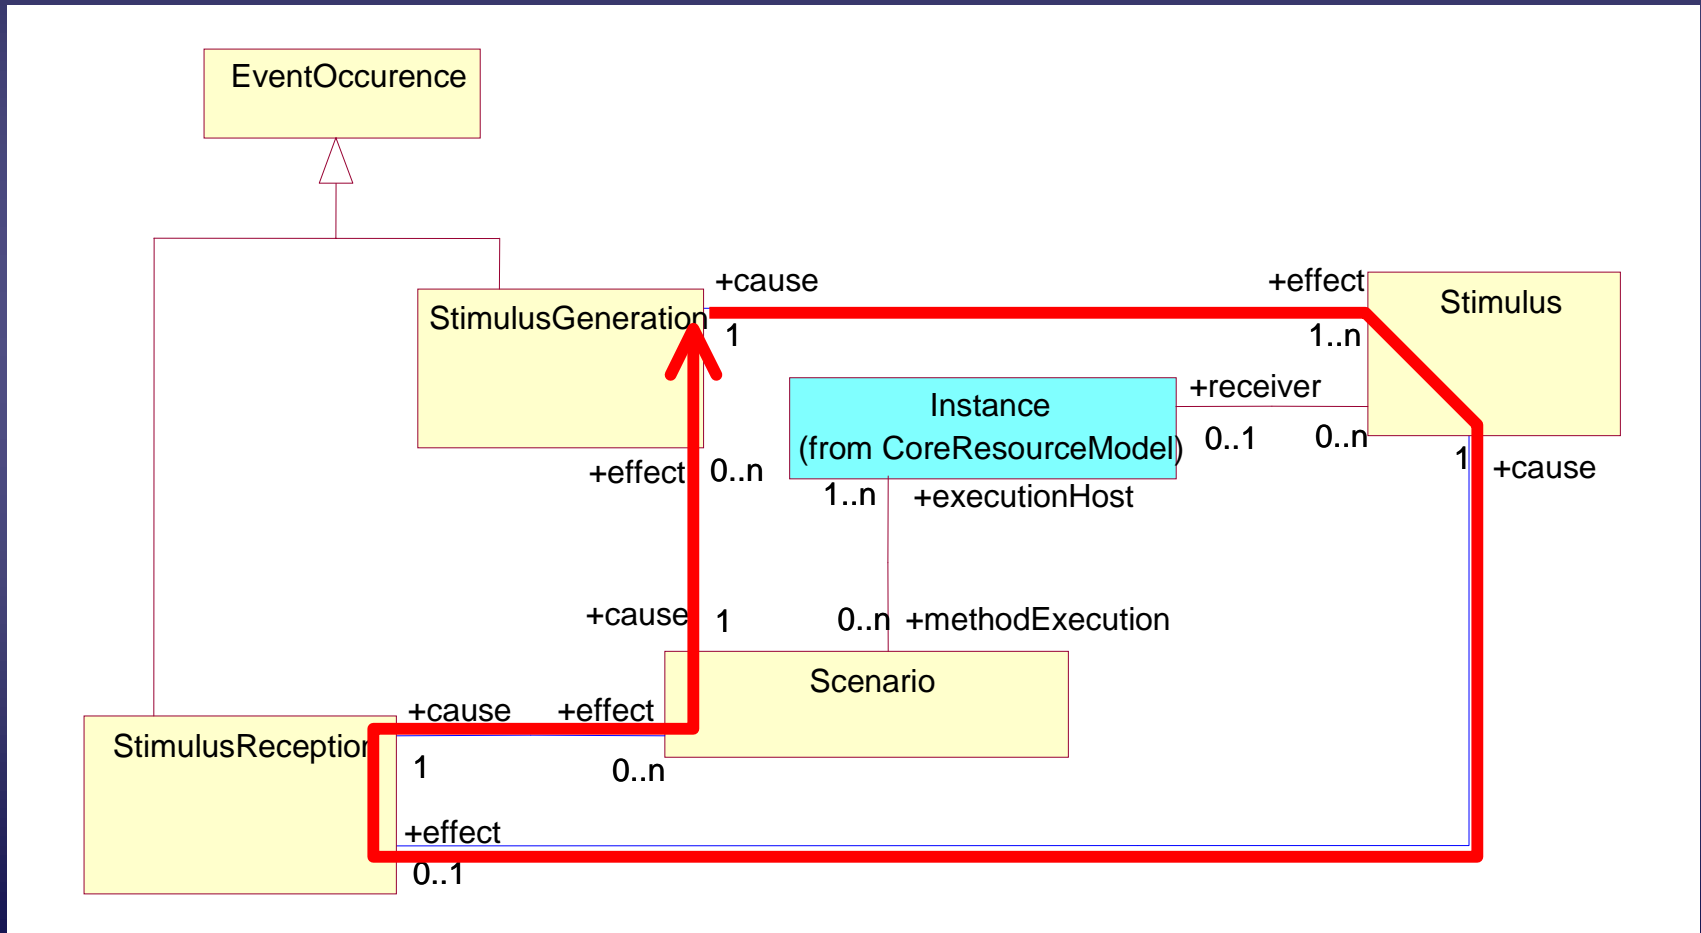 EventOccurence
+cause
+effect
StimulusGeneration
Stimulus
1
1..n
Instance
(from CoreResourceModel)
+receiver
0..1
0..n
+effect
0..n
1
+cause
1..n
+executionHost
+cause
1
0..n
+methodExecution
Scenario
+cause
+effect
StimulusReception
1
0..n
+effect
0..1